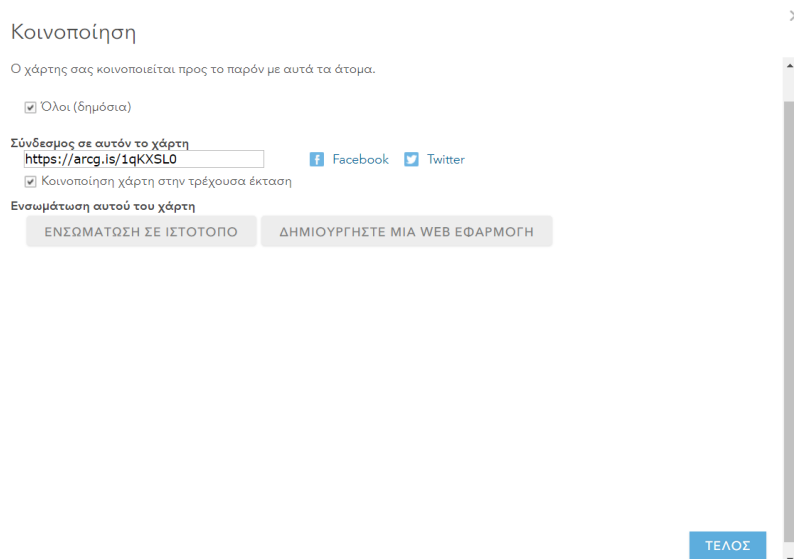 Κοινοποίηση
Ο χάρτης σας κοινοποιείται προς το παρόν με αυτά τα άτομα.
Όλοι (δημόσια)
Σύνδεσμος σε αυτόν το χάρτη
https://arcg.is/1qKXSL0 Facebook Twitter
Κοινοποίηση χάρτη στην τρέχουσα έκταση
Ενσωμάτωση αυτού του χάρτη
ΕΝΣΩΜΑΤΩΣΗ ΣΕ ΙΣΤΟΤΟΠΟ ΔΗΜΙΟΥΡΓΗΣΤΕ ΜΙΑ WEB ΕΦΑΡΜΟΓΗ
ΤΕΛΟΣ